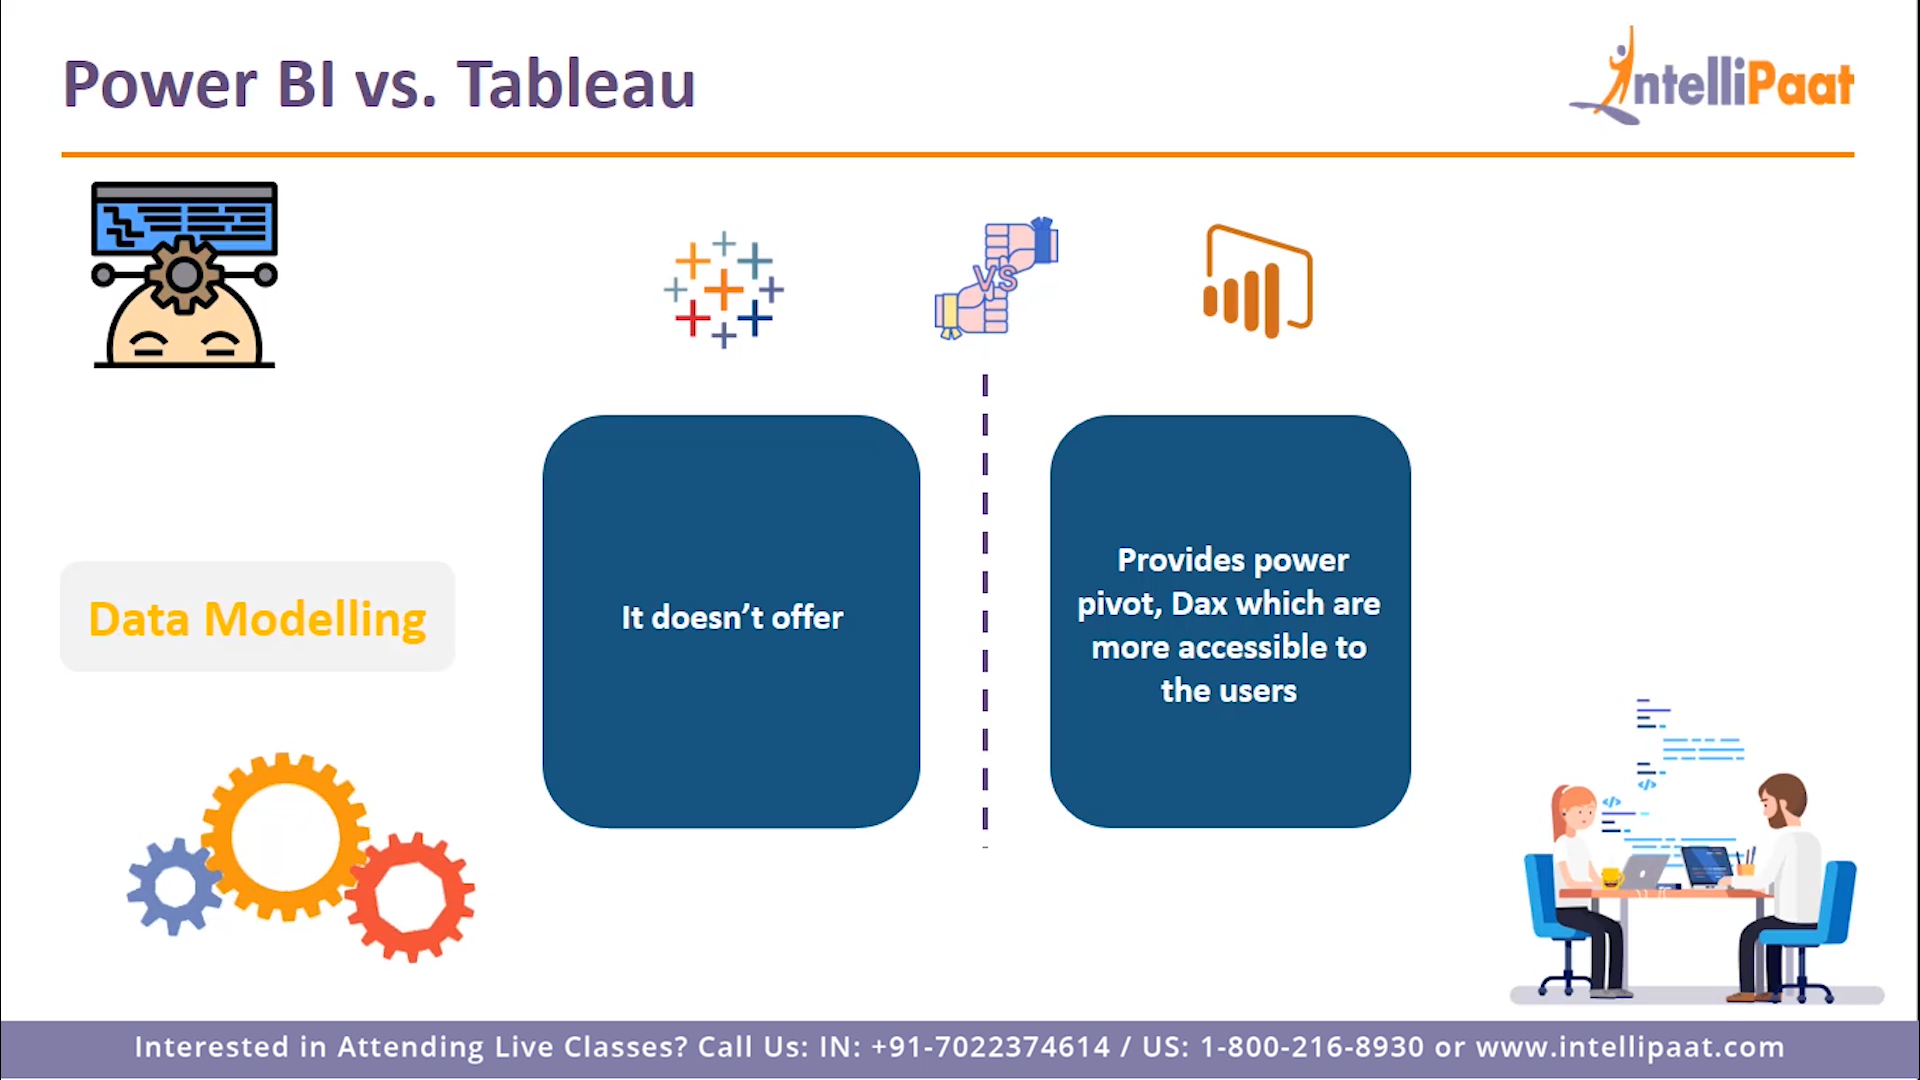 Power BI vs. Tableau
IntelliPaat
VS
Data Modelling
It doesn’t offer
Provides power
pivot, Dax which are
more accessible to
the users
Interested in Attending Live Classes? Call Us: IN: +91-7022374614 / US: 1-800-216-8930 or www.intellipaat.com